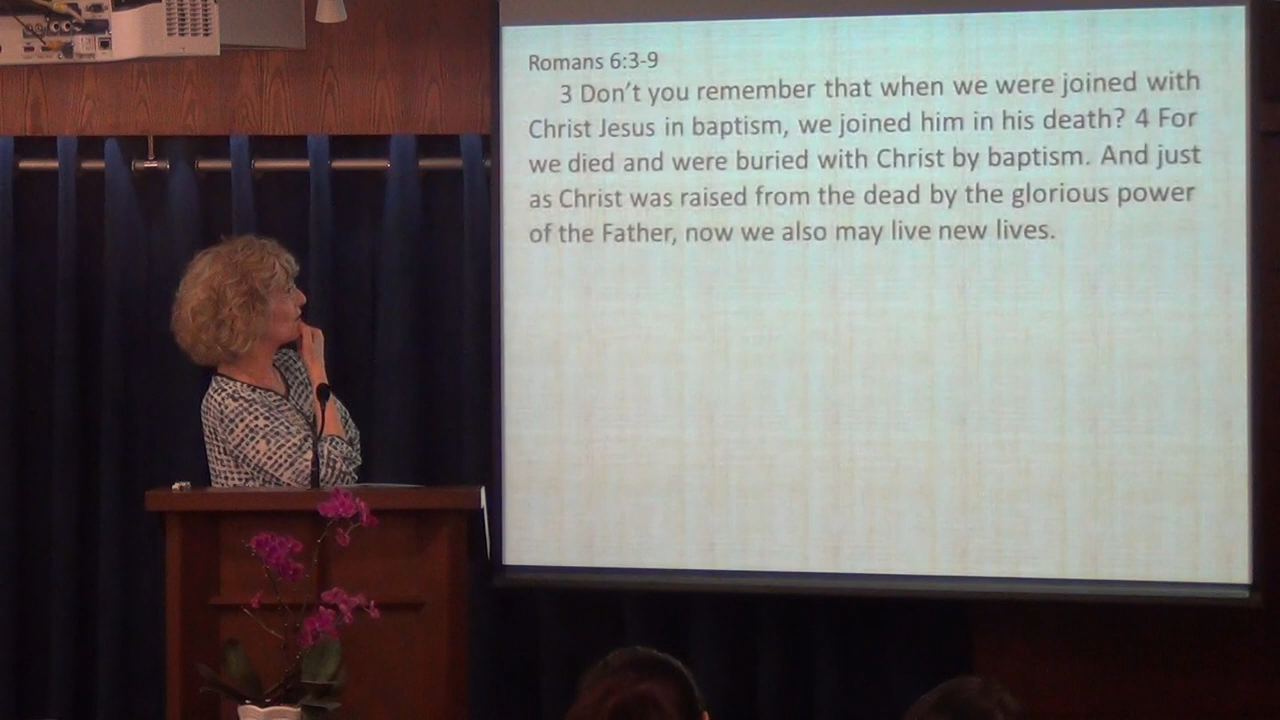 Romans 6:3-9
3 Don't you remember that when we were joined with
Christ Jesus in baptism, we joined him in his death? 4 For
we died and were buried with Christ by baptism. And just
as Christ was raised from the dead by the glorious power
of the Father, now we also may live new lives.